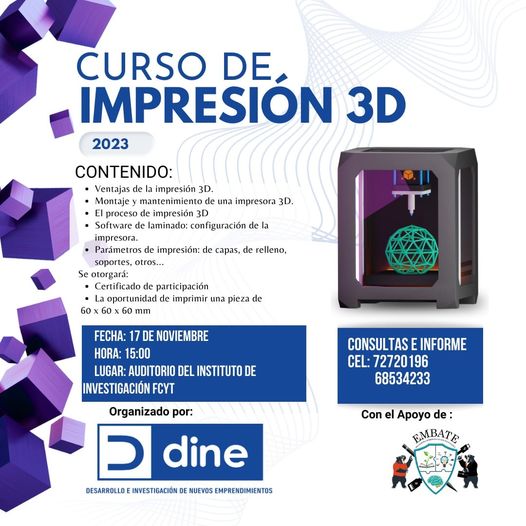 CURSO DE
IMPRESIÓN 3D
2023
CONTENIDO:
• Ventajas de la impresión 3D.
• Montaje y mantenimiento de una impresora 3D.
• El proceso de impresión 3D
• Software de laminado: configuración de la
impresora.
• Parámetros de impresión: de capas, de relleno,
soportes, otros...
Se otorgará:
• Certificado de participación
• La oportunidad de imprimir una pieza de
60 x 60 x 60 mm
FECHA: 17 DE NOVIEMBRE
HORA: 15:00
LUGAR: AUDITORIO DEL INSTITUTO DE
INVESTIGACIÓN FCYT
CONSULTAS E INFORME
CEL: 72720196
68534233
Organizado por:
dine
DESARROLLO E INVESTIGACIÓN DE NUEVOS EMPRENDIMIENTOS
Con el Apoyo de :
EMBATE